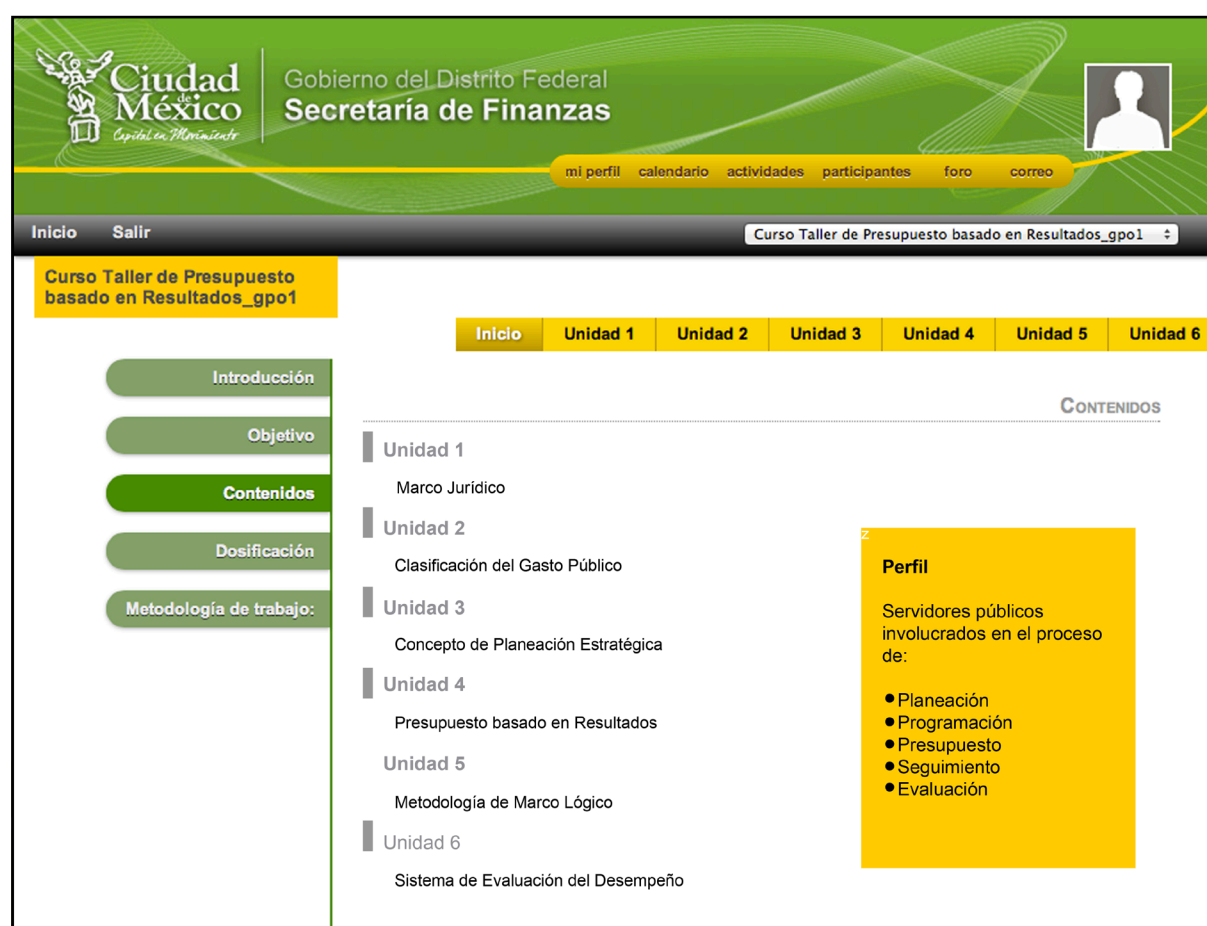 Ciudad
de
México
Capital en Movimiento
Gobierno del Distrito Federal
Secretaría de Finanzas
mi perfil calendario actividades participantes foro correo
Inicio Salir
Curso Taller de Presupuesto basado en Resultados_gpo1
Curso Taller de Presupuesto
basado en Resultados_gpo1
Inicio Unidad 1 Unidad 2 Unidad 3 Unidad 4 Unidad 5 Unidad 6
Introducción
Objetivo
Contenidos
Dosificación
Metodología de trabajo:
CONTENIDOS
Unidad 1
Marco Jurídico
Unidad 2
Clasificación del Gasto Público
Unidad 3
Concepto de Planeación Estratégica
Unidad 4
Presupuesto basado en Resultados
Unidad 5
Metodología de Marco Lógico
Unidad 6
Sistema de Evaluación del Desempeño
z
Perfil
Servidores públicos
involucrados en el proceso
de:
•Planeación
•Programación
•Presupuesto
•Seguimiento
•Evaluación